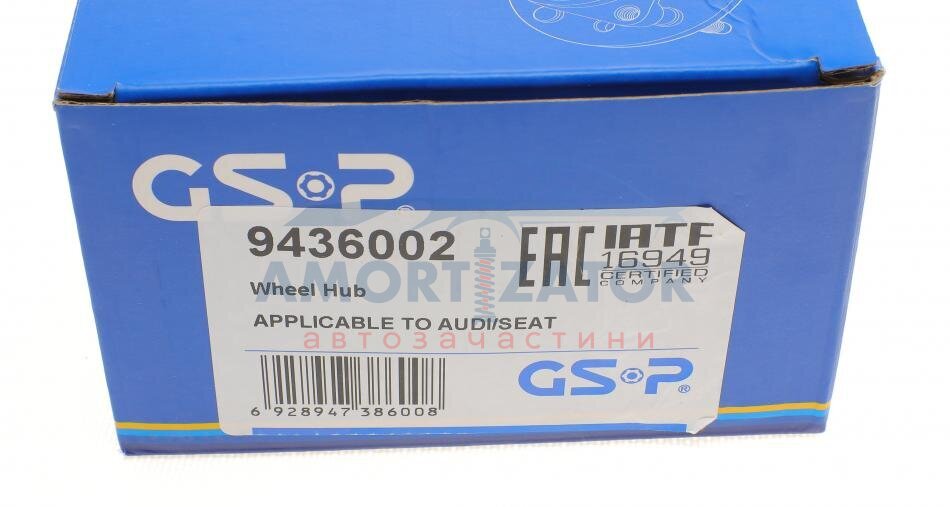 GSP®
9436002
EAC
IATF
16949
CERTIFIED
COMPANY
AMORTIZATOR
Wheel Hub
APPLICABLE TO AUDI/SEAT
автозапчастини
GSP®
6 928947 386008